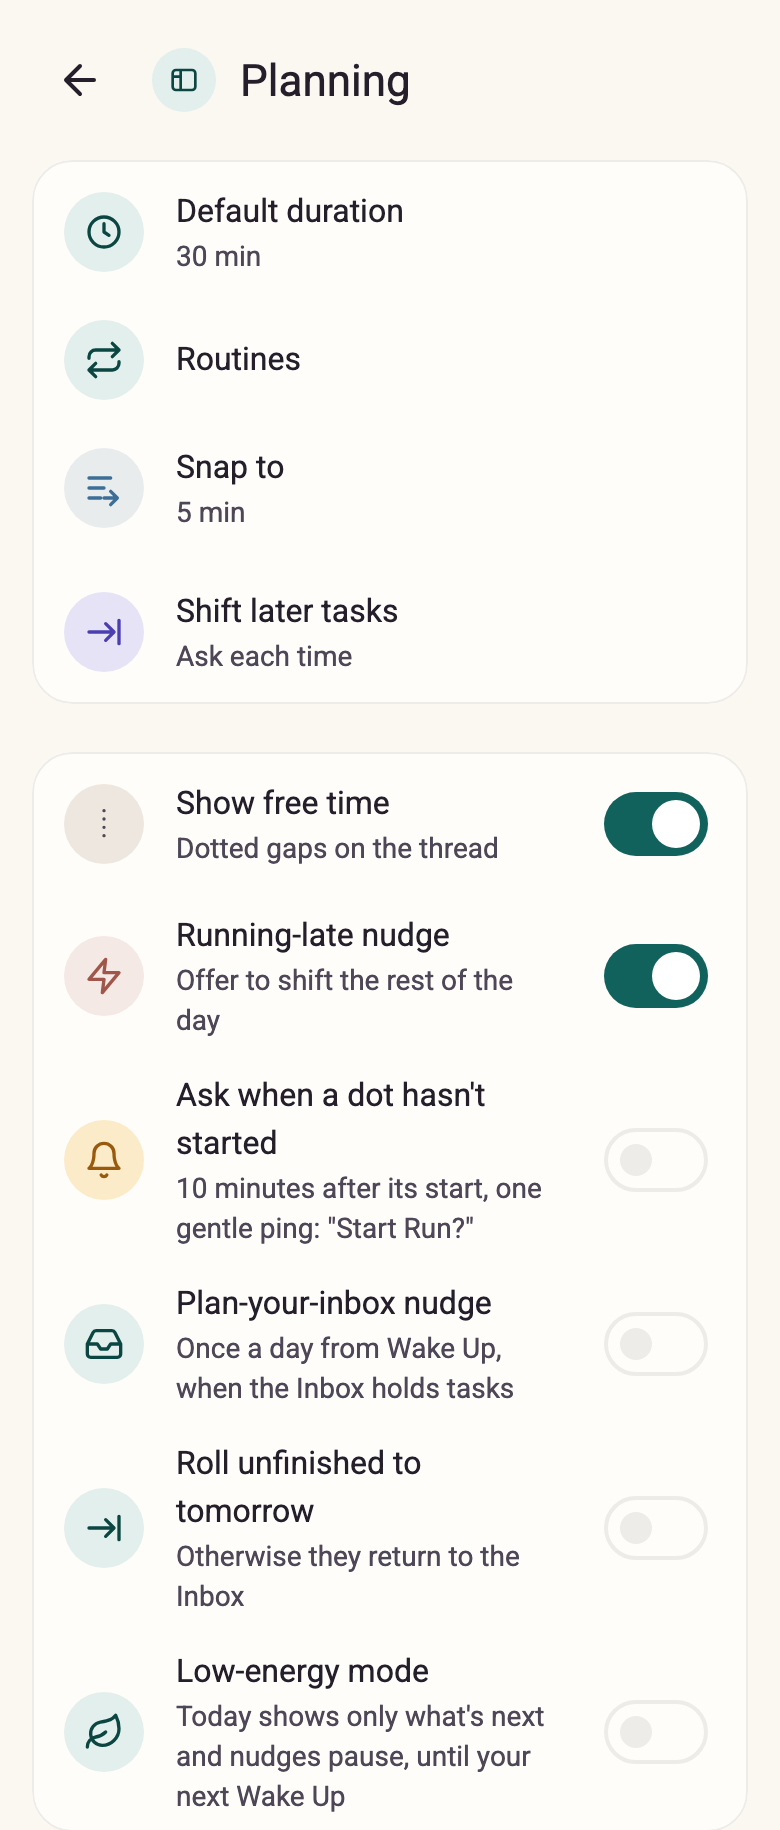 Planning
Default duration
30 min
Routines
Snap to
5 min
Shift later tasks
Ask each time
Show free time
Dotted gaps on the thread
Running-late nudge
Offer to shift the rest of the
day
Ask when a dot hasn't
started
10 minutes after its start, one
gentle ping: "Start Run?"
Plan-your-inbox nudge
Once a day from Wake Up,
when the Inbox holds tasks
Roll unfinished to
tomorrow
Otherwise they return to the
Inbox
Low-energy mode
Today shows only what's next
and nudges pause, until your
next Wake Up